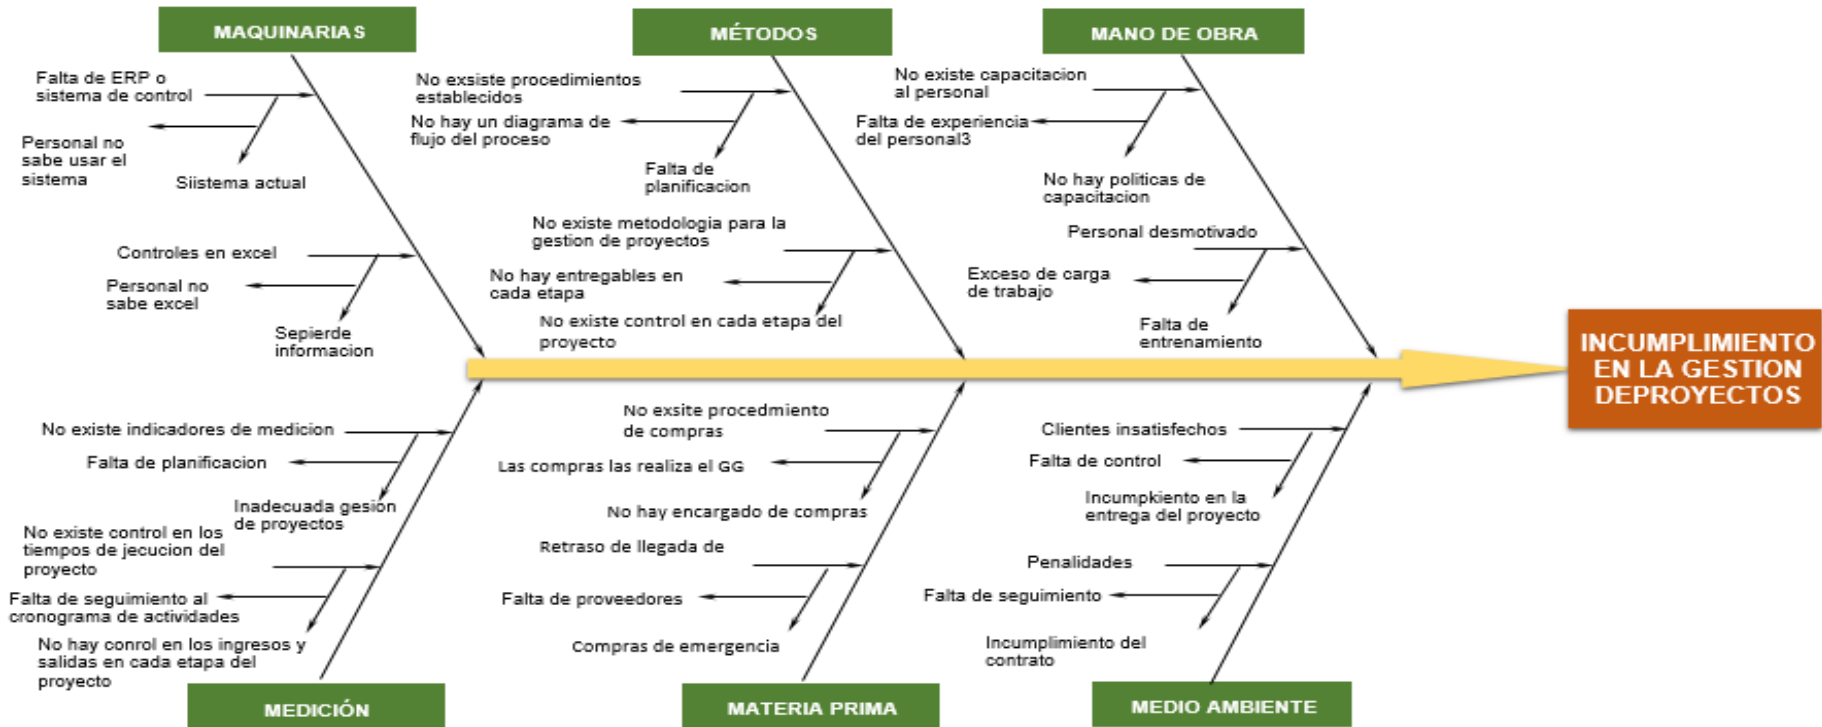 MAQUINARIAS
Falta de ERP o
sistema de control
Personal no
sabe usar el
sistema
Siistema actual
Controles en excel
Personal no
sabe excel
Sepierde
informacion
MÉTODOS
No exsiste procedimientos
establecidos
No hay un diagrama de
flujo del proceso
Falta de
planificacion
No existe metodologia para la
gestion de proyectos
No hay entregables en
cada etapa
No existe control en cada etapa del
proyecto
MANO DE OBRA
No existe capacitacion
al personal
Falta de experiencia
del personal3
No hay politicas de
capacitacion
Personal desmotivado
Exceso de carga
de trabajo
Falta de
entrenamiento
INCUMPLIMIENTO
EN LA GESTION
DEPROYECTOS
No existe indicadores de medicion
Falta de planificacion
Inadecuada gesion
de proyectos
No existe control en los
tiempos de jecucion del
proyecto
Falta de seguimiento al
cronograma de actividades
No hay conrol en los ingresos y
salidas en cada etapa del
proyecto
MEDICIÓN
No exsite procedmiento
de compras
Las compras las realiza el GG
No hay encargado de compras
Retraso de llegada de
Falta de proveedores
Compras de emergencia
MATERIA PRIMA
Clientes insatisfechos
Falta de control
Incumpkiento en la
entrega del proyecto
Penalidades
Falta de seguimiento
Incumplimiento del
contrato
MEDIO AMBIENTE